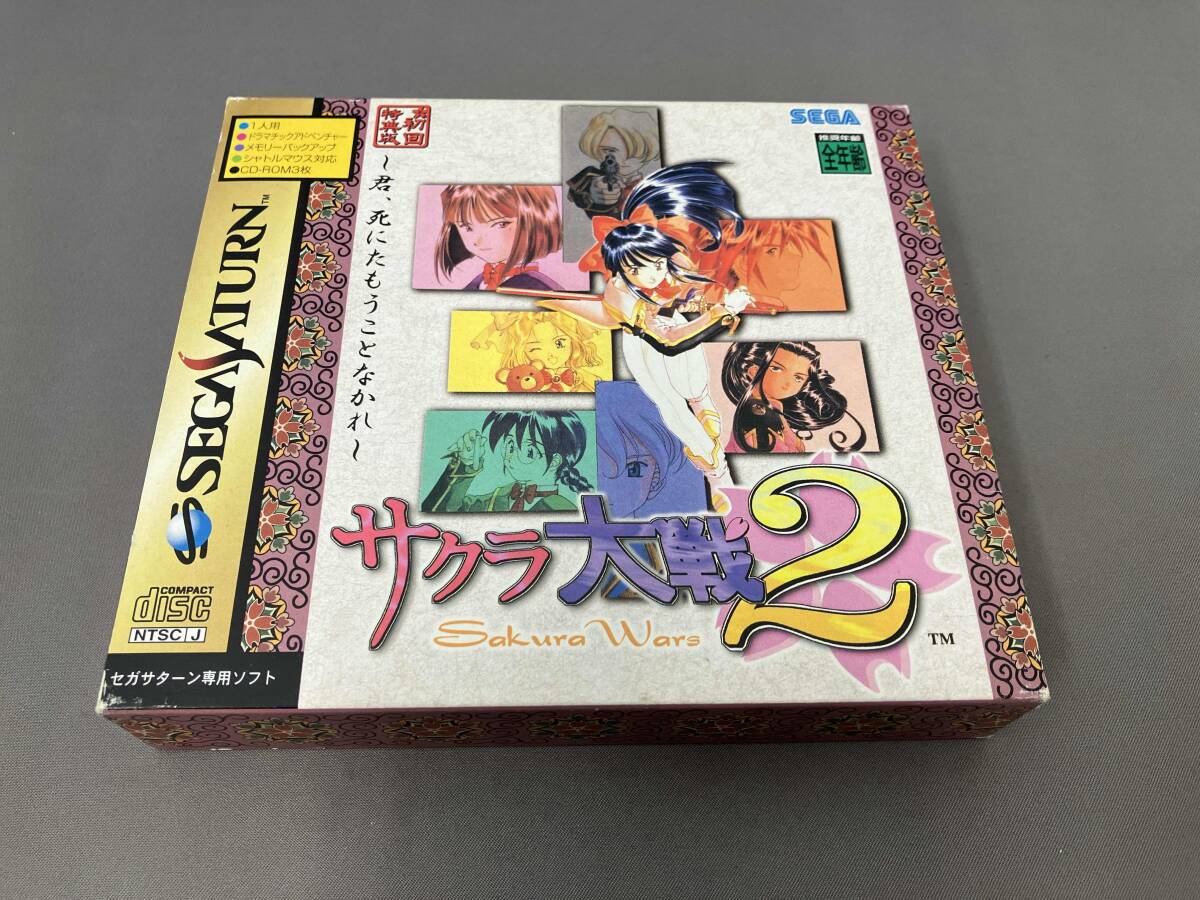 ●1人用
●ドラマチックアドベンチャー
●メモリーバックアップ
●シャトルマウス対応
●CD-ROM3枚
SEGA SATURN™
COMPACT
disc
NTSC J
セガサターン専用ソフト
初回
特典版
～君、死にたもうことなかれ～
SEGA
推奨年齢
全年齢
サクラ大戦2
Sakura Wars
TM